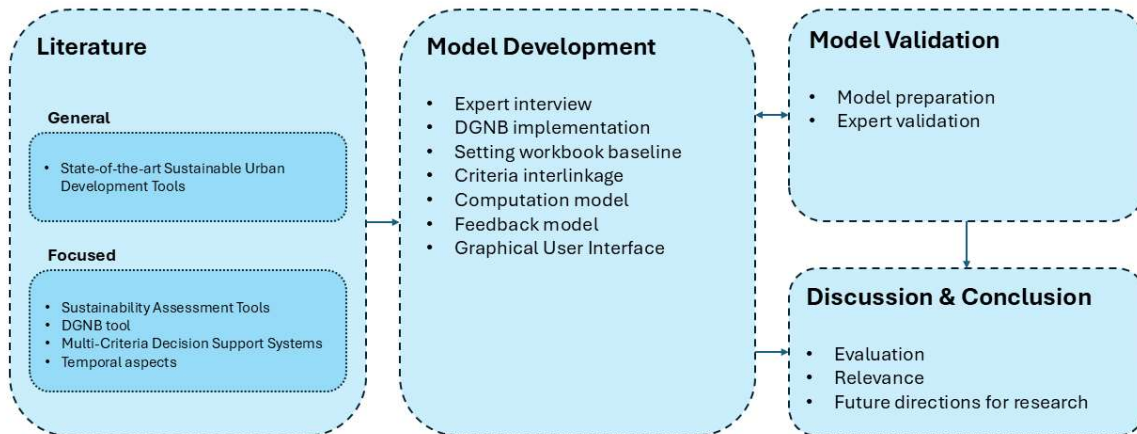 Literature
General
• State-of-the-art Sustainable Urban
Development Tools
Focused
• Sustainability Assessment Tools
• DGNB tool
• Multi-Criteria Decision Support Systems
• Temporal aspects
Model Development
• Expert interview
• DGNB implementation
• Setting workbook baseline
• Criteria interlinkage
• Computation model
• Feedback model
• Graphical User Interface
Model Validation
• Model preparation
• Expert validation
Discussion & Conclusion
• Evaluation
• Relevance
• Future directions for research